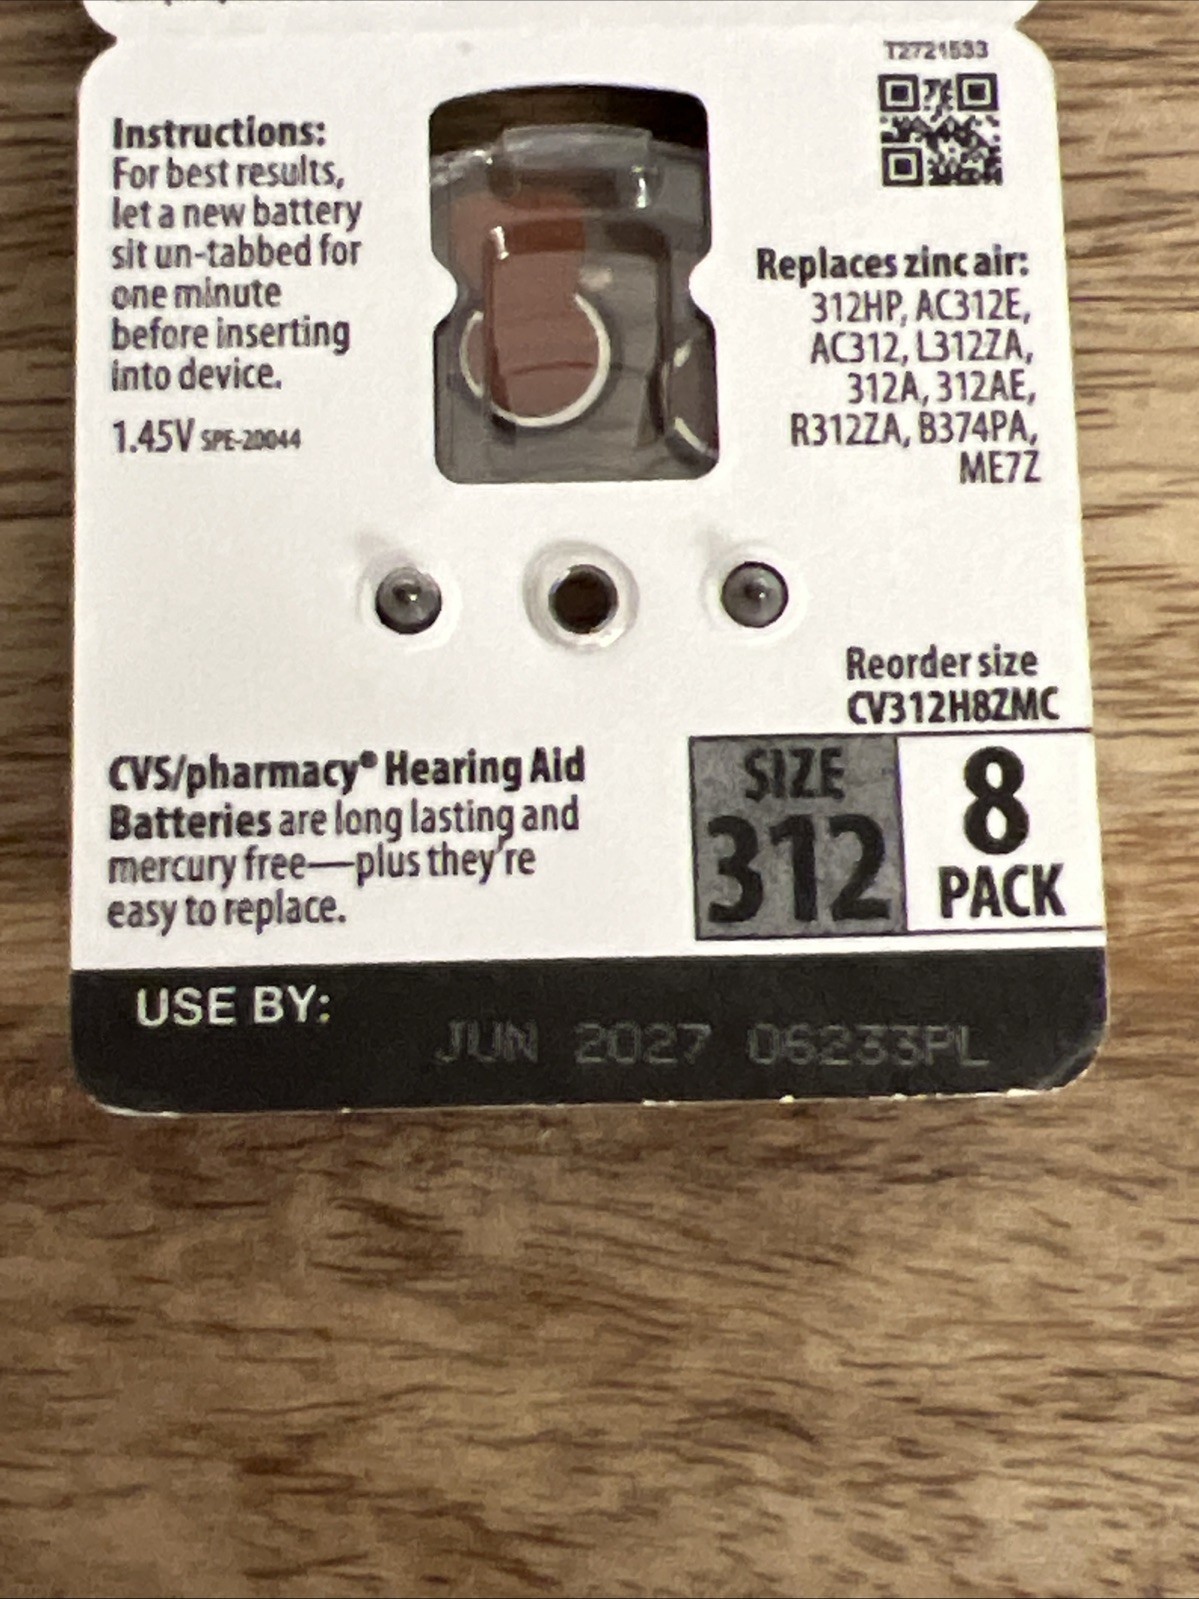 T2721533
Instructions:
For best results,
let a new battery
sit un-tabbed for
one minute
before inserting
into device.
1.45V SPE-20044
Replaces zinc air:
312HP, AC312E,
AC312, L312ZA,
312A, 312AE,
R312ZA, B374PA,
ME7Z
Reorder size
CV312H8ZMC
CVS/pharmacy® Hearing Aid
Batteries are long lasting and
mercury free—plus they're
easy to replace.
SIZE
312
8
PACK
USE BY:
JUN 2027 06233PL